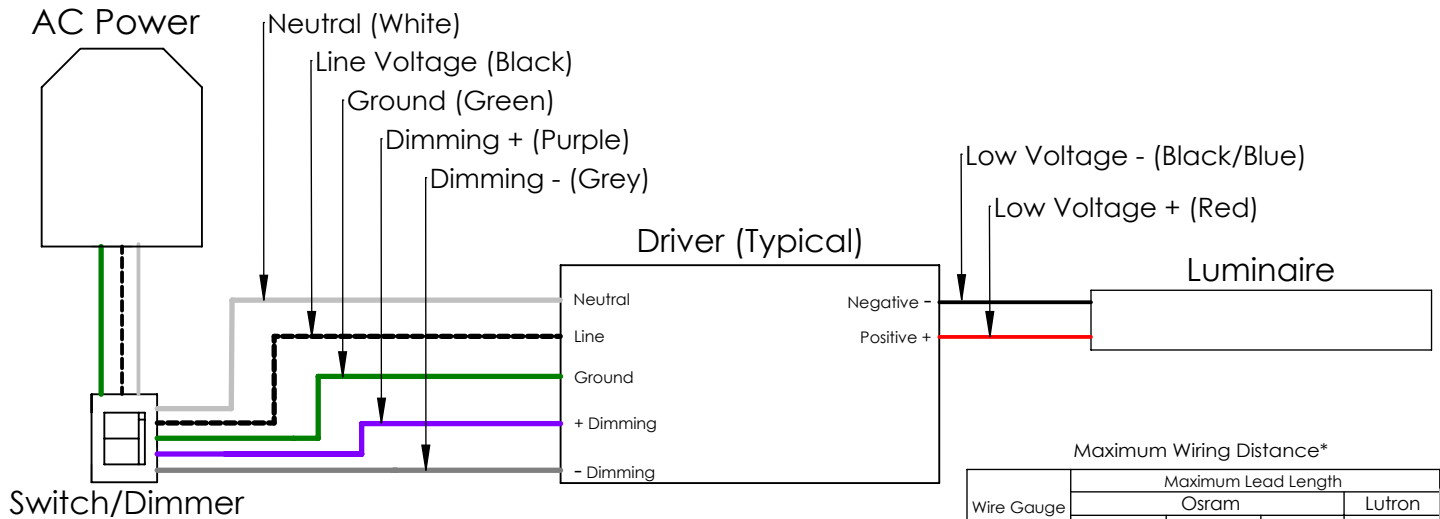 AC Power
Neutral (White)
Line Voltage (Black)
Ground (Green)
Dimming + (Purple)
Dimming - (Grey)
Low Voltage - (Black/Blue)
Low Voltage + (Red)
Driver (Typical)
Luminaire
Neutral
Negative -
Line
Positive +
Ground
+ Dimming
- Dimming
Switch/Dimmer
Maximum Wiring Distance*
Maximum Lead Length
Wire Gauge
Osram
Lutron